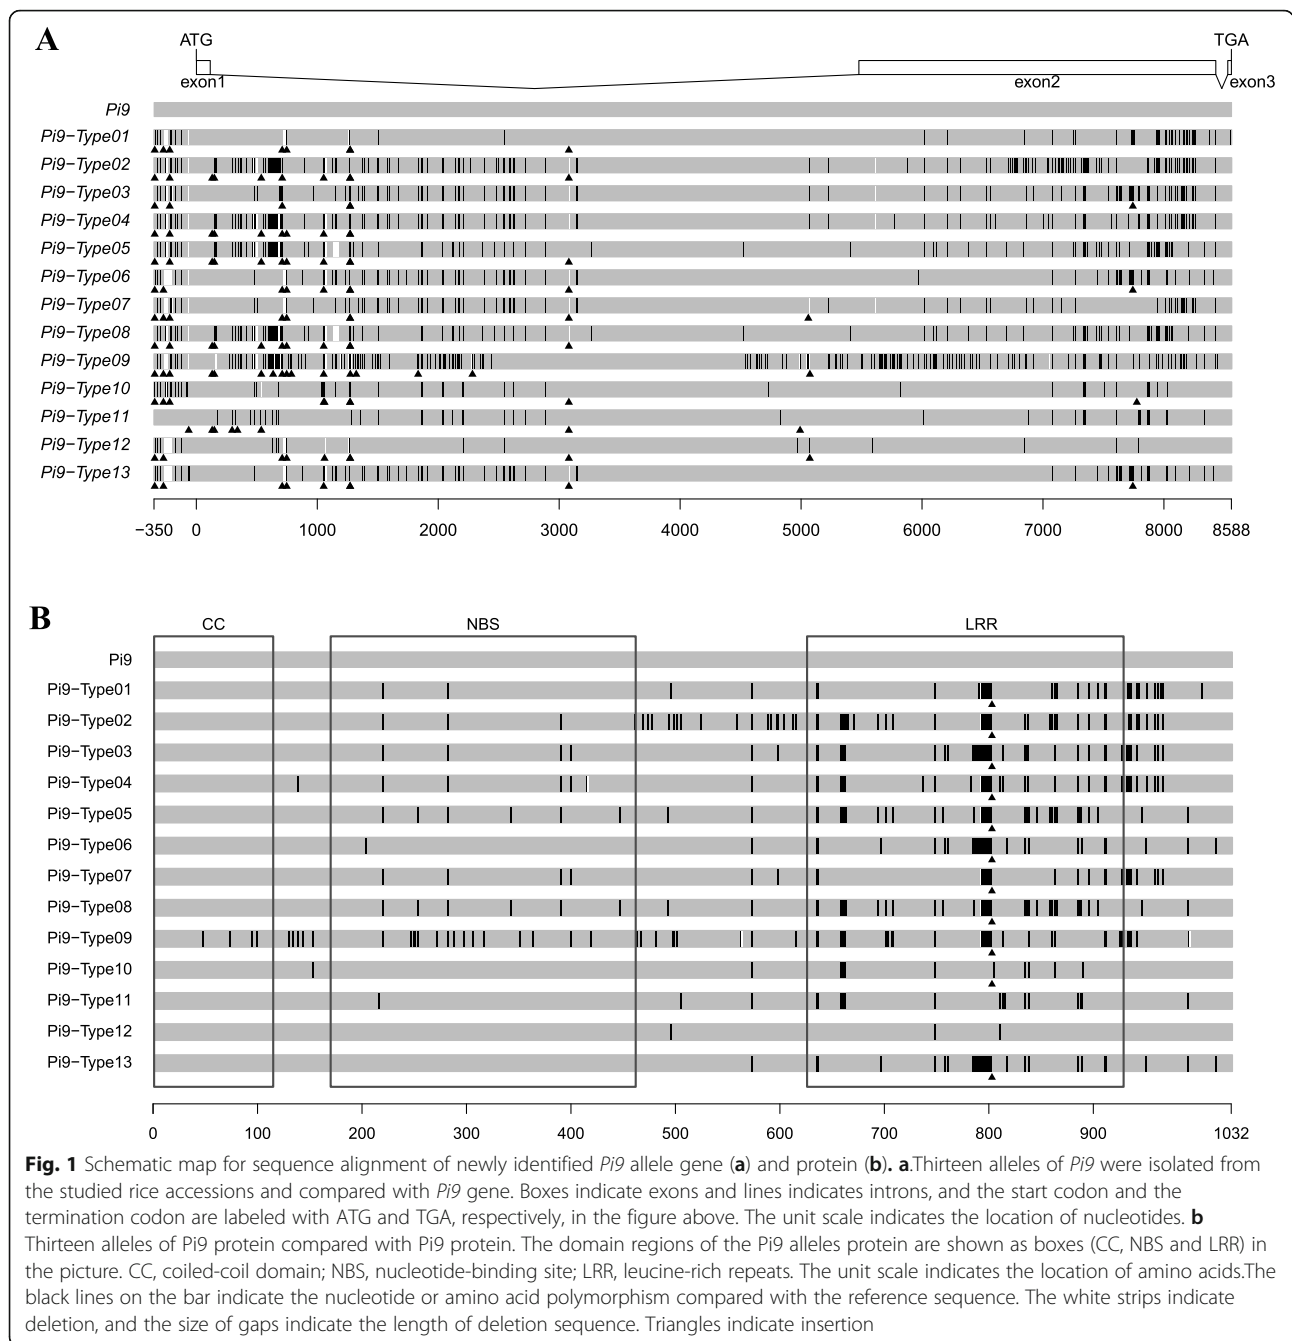 A
ATG TGA
exon1 exon2 exon3
Pi9
Pi9-Type01
Pi9-Type02
Pi9-Type03
Pi9-Type04
Pi9-Type05
Pi9-Type06
Pi9-Type07
Pi9-Type08
Pi9-Type09
Pi9-Type10
Pi9-Type11
Pi9-Type12
Pi9-Type13
−350 0 1000 2000 3000 4000 5000 6000 7000 8000 8588
B
CC NBS LRR
Pi9
Pi9−Type01
Pi9−Type02
Pi9−Type03
Pi9−Type04
Pi9−Type05
Pi9−Type06
Pi9−Type07
Pi9−Type08
Pi9−Type09
Pi9−Type10
Pi9−Type11
Pi9−Type12
Pi9−Type13
0 100 200 300 400 500 600 700 800 900 1032
Fig. 1 Schematic map for sequence alignment of newly identified Pi9 allele gene (a) and protein (b). a.Thirteen alleles of Pi9 were isolated from
the studied rice accessions and compared with Pi9 gene. Boxes indicate exons and lines indicates introns, and the start codon and the
termination codon are labeled with ATG and TGA, respectively, in the figure above. The unit scale indicates the location of nucleotides. b
Thirteen alleles of Pi9 protein compared with Pi9 protein. The domain regions of the Pi9 alleles protein are shown as boxes (CC, NBS and LRR) in
the picture. CC, coiled-coil domain; NBS, nucleotide-binding site; LRR, leucine-rich repeats. The unit scale indicates the location of amino acids.The
black lines on the bar indicate the nucleotide or amino acid polymorphism compared with the reference sequence. The white strips indicate
deletion, and the size of gaps indicate the length of deletion sequence. Triangles indicate insertion